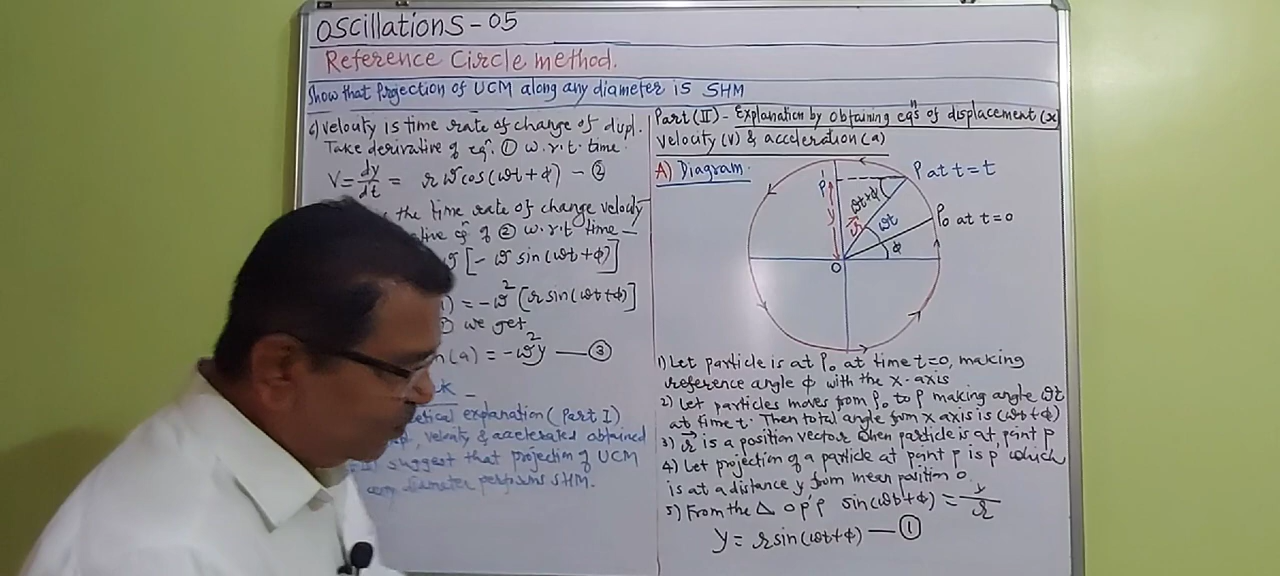 Oscillations-05
Reference Circle method.
Show that Projection of UCM along any diameter is SHM
6) Velocity is time rate of change of displ.
Take derivative of eqn. ① w.r.t. time.
V = dy/dt = rωcos(ωt+φ) — ②
the time rate of change velocity
eqn of ② w.r.t time —
[-ω sin(ωt+φ)]
= -ω² [r sin(ωt+φ)]
we get
(a) = -ω²y — ③
explanation (Part I)
velocity & accelerated obtained
suggest that projection of UCM
diameter performs SHM.
Part (II) - Explanation by obtaining eqns of displacement (x)
velocity (v) & acceleration (a)
A) Diagram.
P'
P at t = t
ωt+φ
y
r⃗
ωt
P₀ at t = 0
φ
O
1) Let particle is at P₀ at time t=0, making
reference angle φ with the X-axis
2) Let particles moves from P₀ to P making angle ωt
at time t. Then total angle from X axis is (ωt+φ)
3) r⃗ is a position vector when particle is at point P
4) Let projection of a particle at point P is P' which
is at a distance y from mean position O.
5) From the △ OP'P sin(ωt+φ) = y/r
y = r sin(ωt+φ) — ①